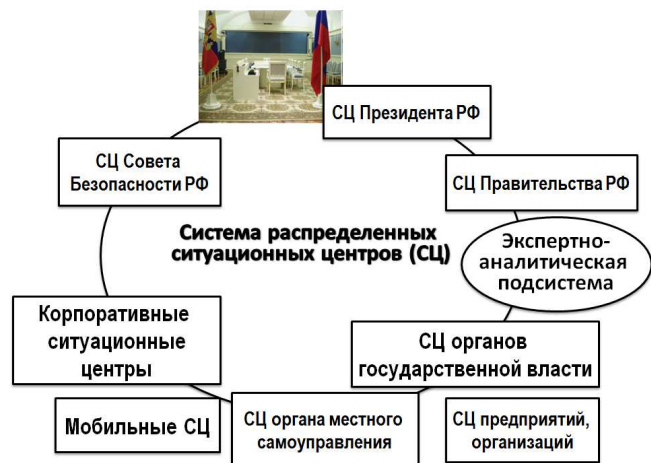 СЦ Президента РФ
СЦ Совета
Безопасности РФ
СЦ Правительства РФ
Система распределенных
ситуационных центров (СЦ)
Экспертно-
аналитическая
подсистема
Корпоративные
ситуационные
центры
СЦ органов
государственной власти
Мобильные СЦ
СЦ органа местного
самоуправления
СЦ предприятий,
организаций